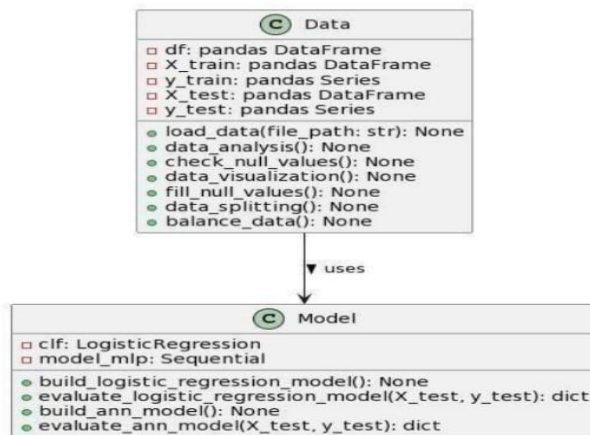 C Data
df: pandas DataFrame
X_train: pandas DataFrame
y_train: pandas Series
X_test: pandas DataFrame
y_test: pandas Series
load_data(file_path: str): None
data_analysis(): None
check_null_values(): None
data_visualization(): None
fill_null_values(): None
data_splitting(): None
balance_data(): None
uses
C Model
clf: LogisticRegression
model_mlp: Sequential
build_logistic_regression_model(): None
evaluate_logistic_regression_model(X_test, y_test): dict
build_ann_model(): None
evaluate_ann_model(X_test, y_test): dict